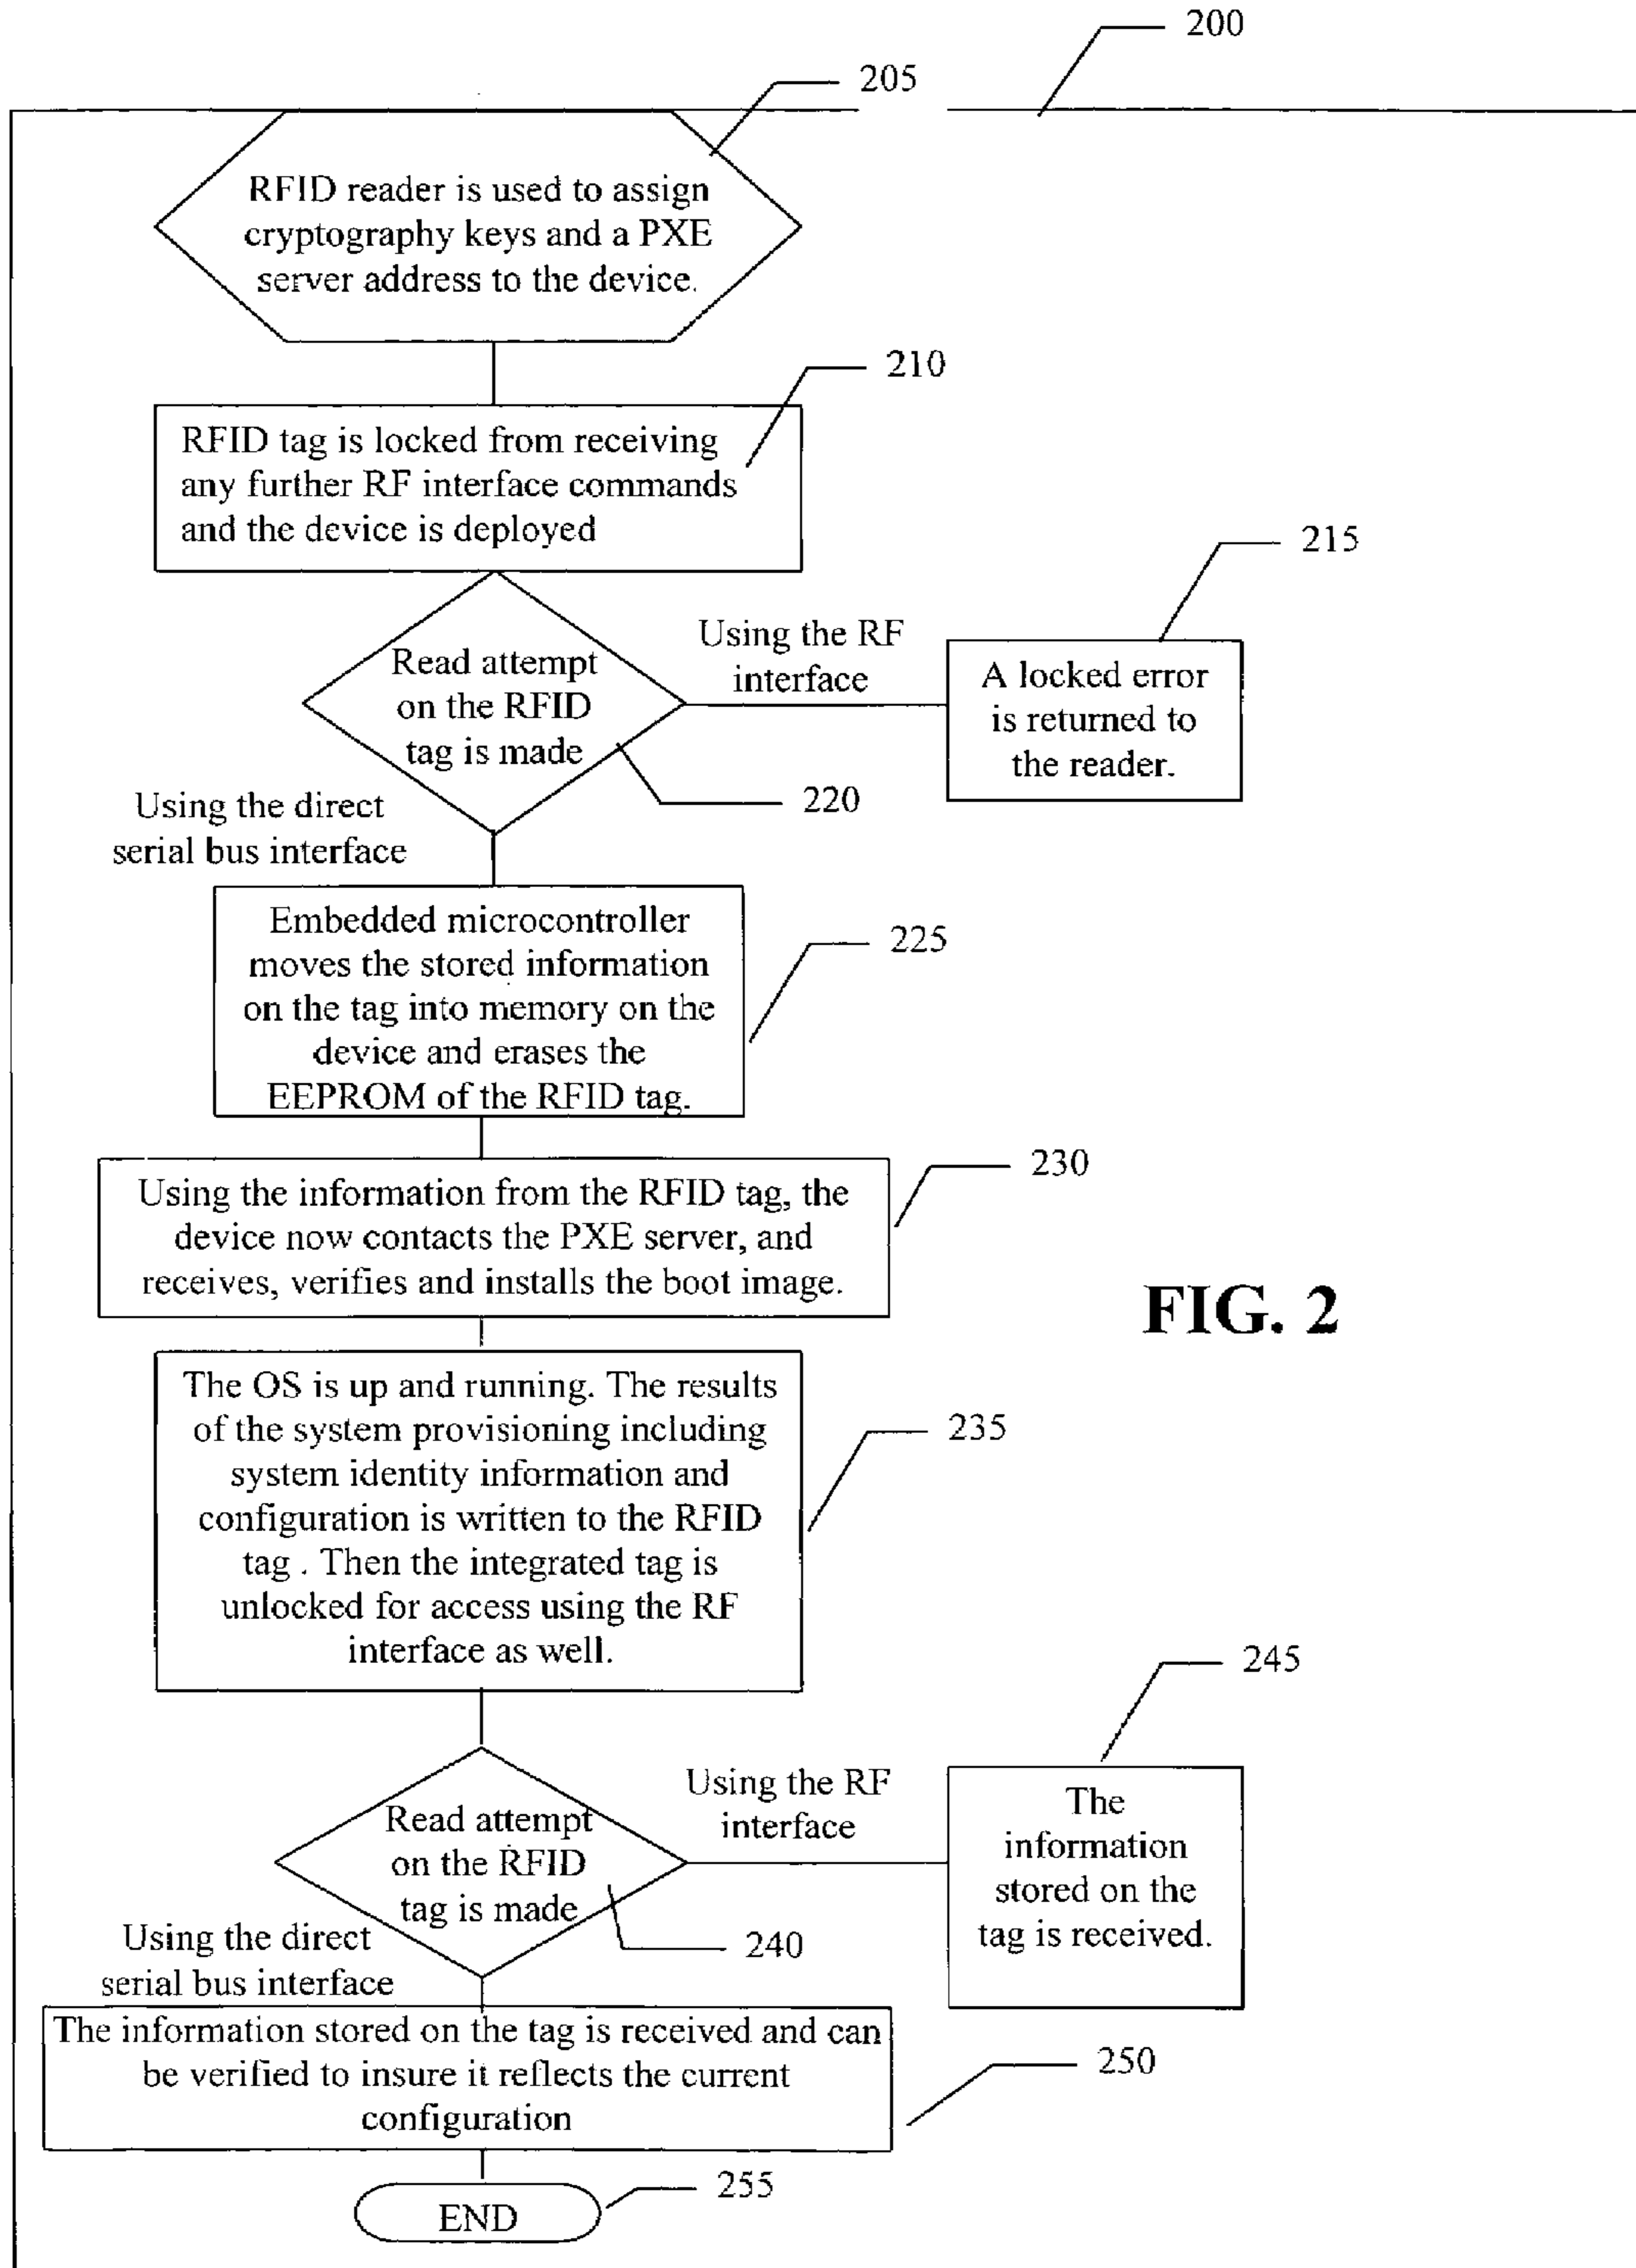 200
205
RFID reader is used to assign
cryptography keys and a PXE
server address to the device.
210
RFID tag is locked from receiving
any further RF interface commands
and the device is deployed
215
Using the RF
interface
Read attempt
on the RFID
tag is made
A locked error
is returned to
the reader.
220
Using the direct
serial bus interface
Embedded microcontroller
moves the stored information
on the tag into memory on the
device and erases the
EEPROM of the RFID tag.
225
230
Using the information from the RFID tag, the
device now contacts the PXE server, and
receives, verifies and installs the boot image.
FIG. 2
The OS is up and running. The results
of the system provisioning including
system identity information and
configuration is written to the RFID
tag . Then the integrated tag is
unlocked for access using the RF
interface as well.
235
245
Using the RF
interface
Read attempt
on the RFID
tag is made
The
information
stored on the
tag is received.
240
Using the direct
serial bus interface
The information stored on the tag is received and can
be verified to insure it reflects the current
configuration
250
255
END